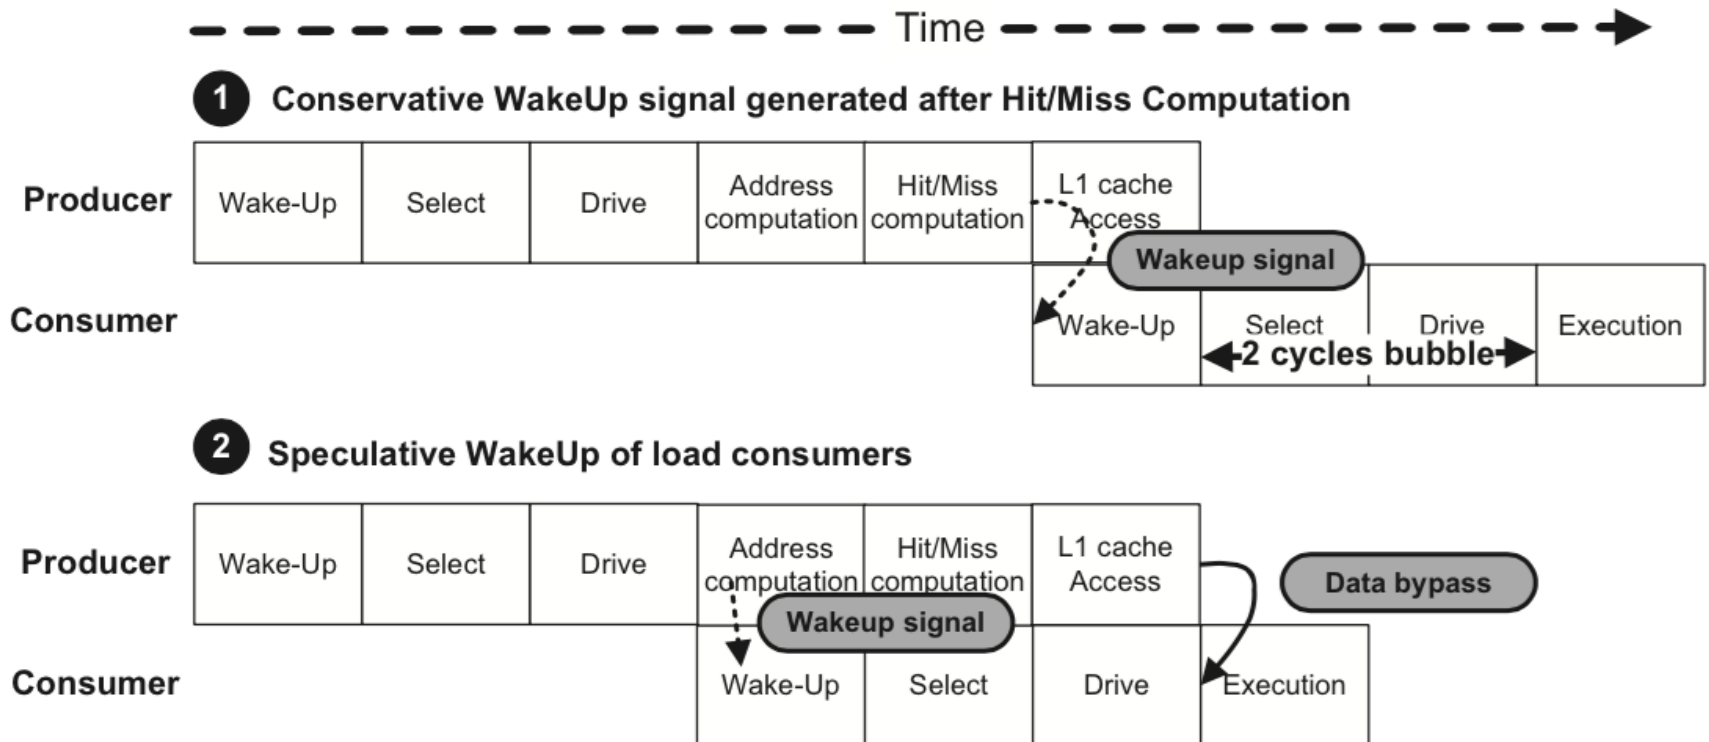 Time
1 Conservative WakeUp signal generated after Hit/Miss Computation
Producer
Wake-Up
Select
Drive
Address
computation
Hit/Miss
computation
L1 cache
Access
Wakeup signal
Consumer
Wake-Up
Select
Drive
Execution
2 cycles bubble
2 Speculative WakeUp of load consumers
Producer
Wake-Up
Select
Drive
Address
computation
Hit/Miss
computation
L1 cache
Access
Data bypass
Wakeup signal
Consumer
Wake-Up
Select
Drive
Execution